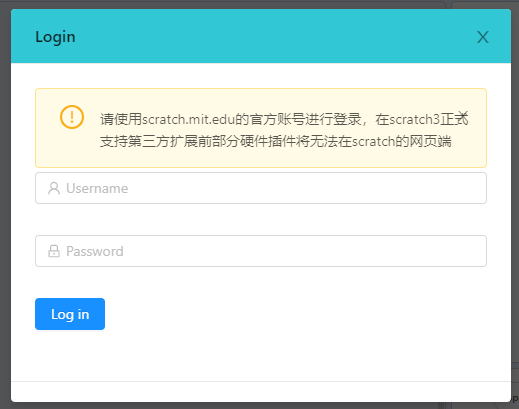 Login
请使用scratch.mit.edu的官方账号进行登录，在scratch3正式
支持第三方扩展前部分硬件插件将无法在scratch的网页端
Username
Password
Log in